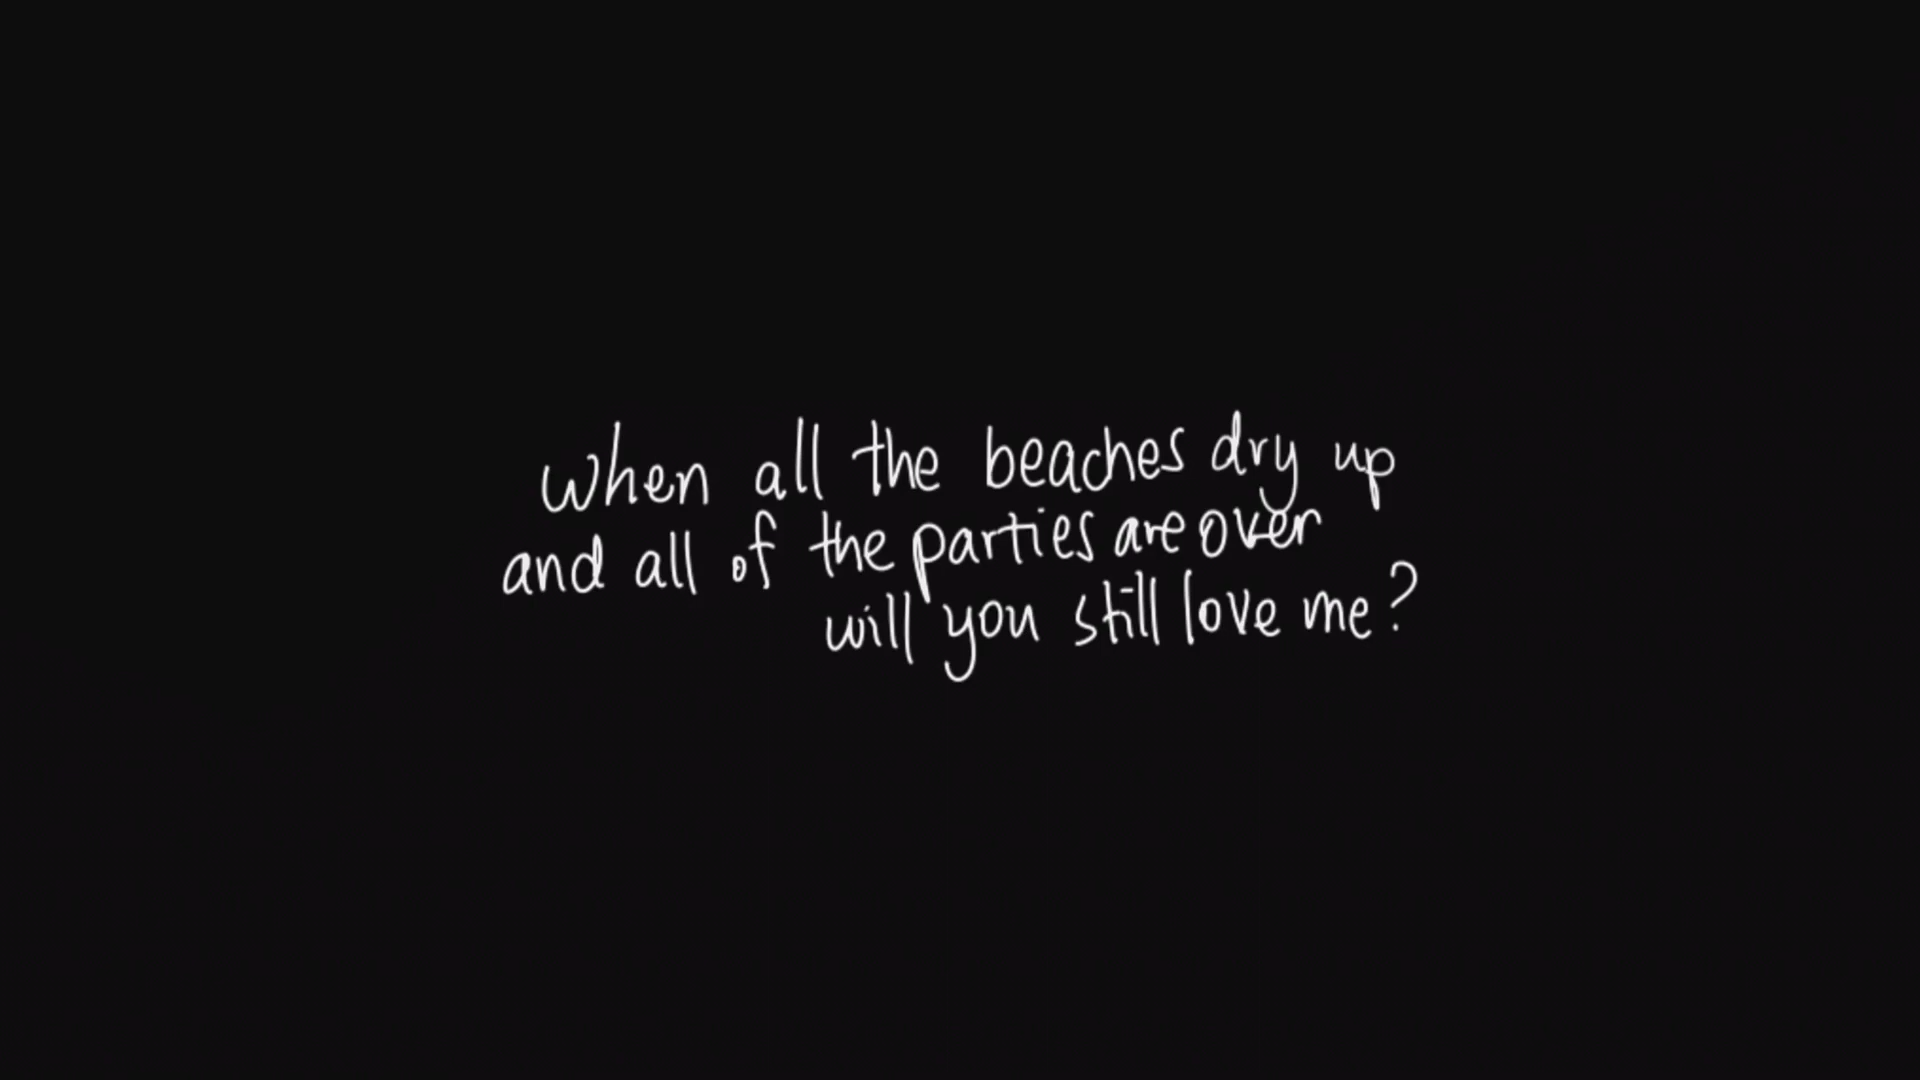 when all the beaches dry up
and all of the parties are over
will you still love me?